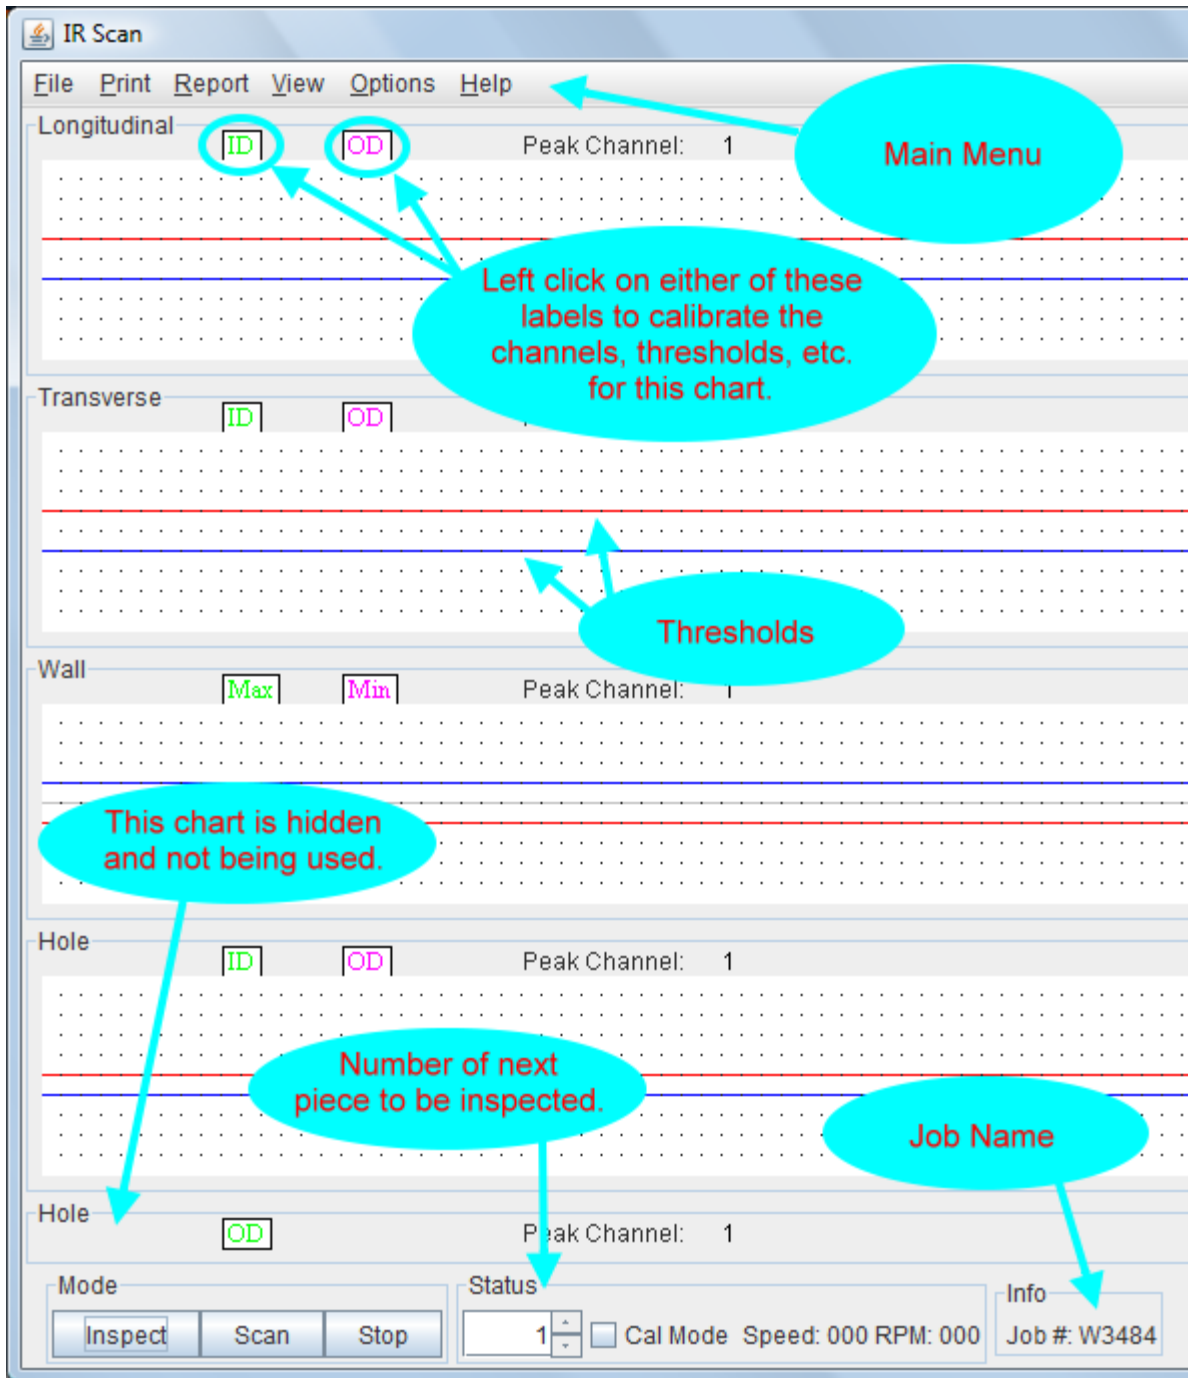 IR Scan
File Print Report View Options Help
Main Menu
Longitudinal
ID OD Peak Channel: 1
Left click on either of these
labels to calibrate the
channels, thresholds, etc.
for this chart.
Transverse
ID OD
Thresholds
Wall
Max Min Peak Channel: 1
This chart is hidden
and not being used.
Hole
ID OD Peak Channel: 1
Number of next
piece to be inspected.
Job Name
Hole
OD Peak Channel: 1
Mode Status Info
Inspect Scan Stop 1 Cal Mode Speed: 000 RPM: 000 Job #: W3484